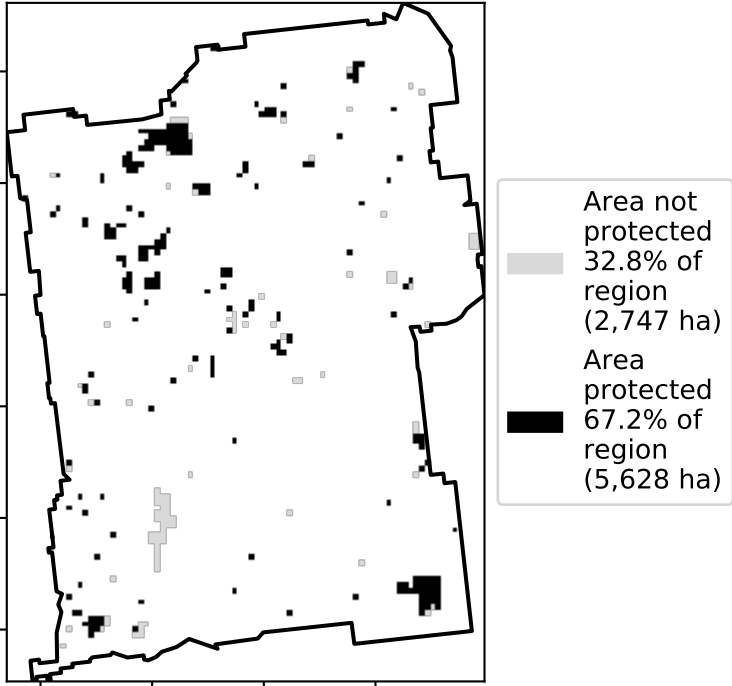 Area not
protected
32.8% of
region
(2,747 ha)
Area
protected
67.2% of
region
(5,628 ha)